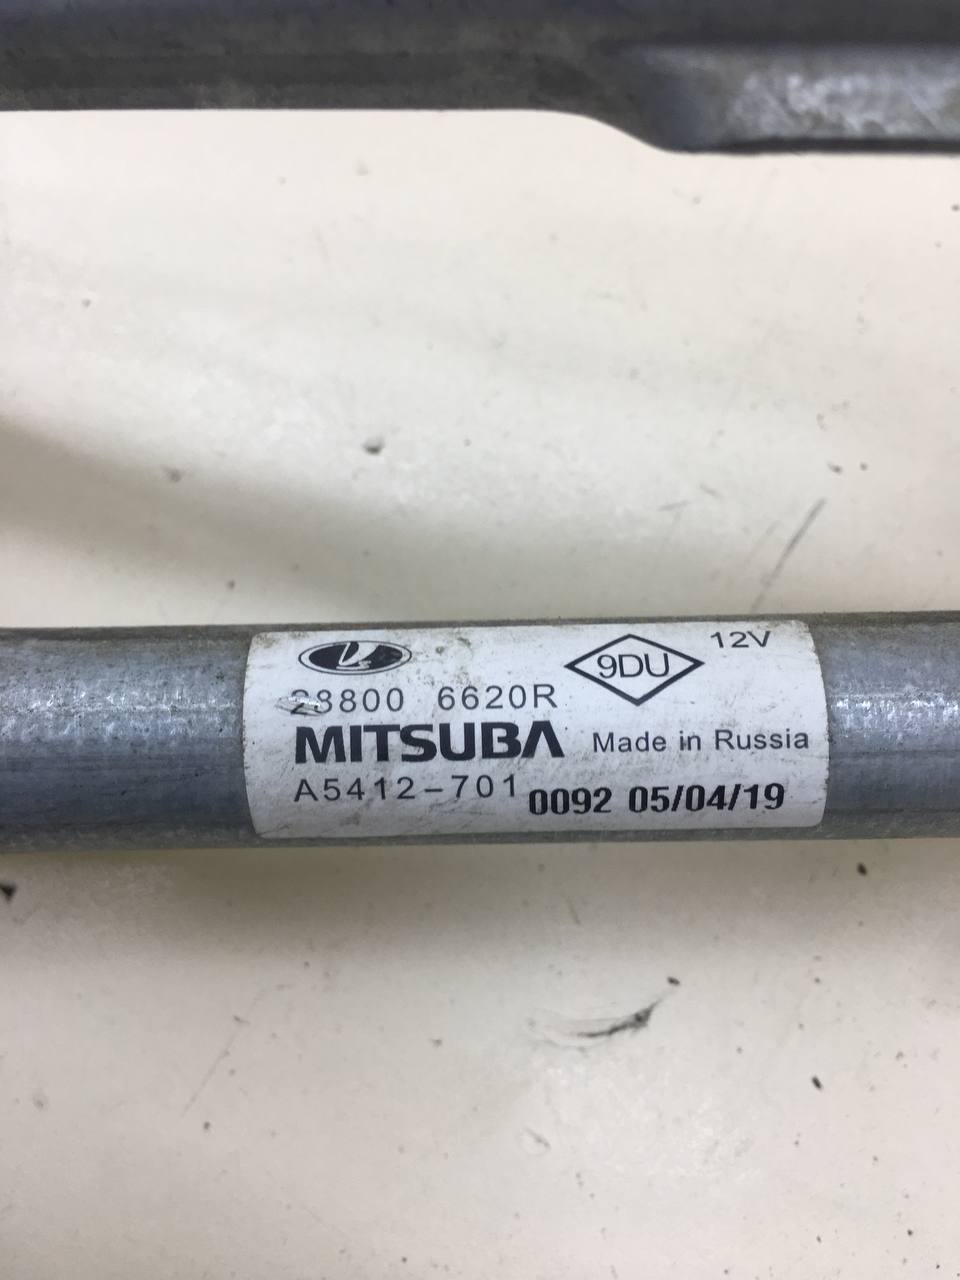 9DU 12V
28800 6620R
MITSUBA Made in Russia
A5412-701 0092 05/04/19